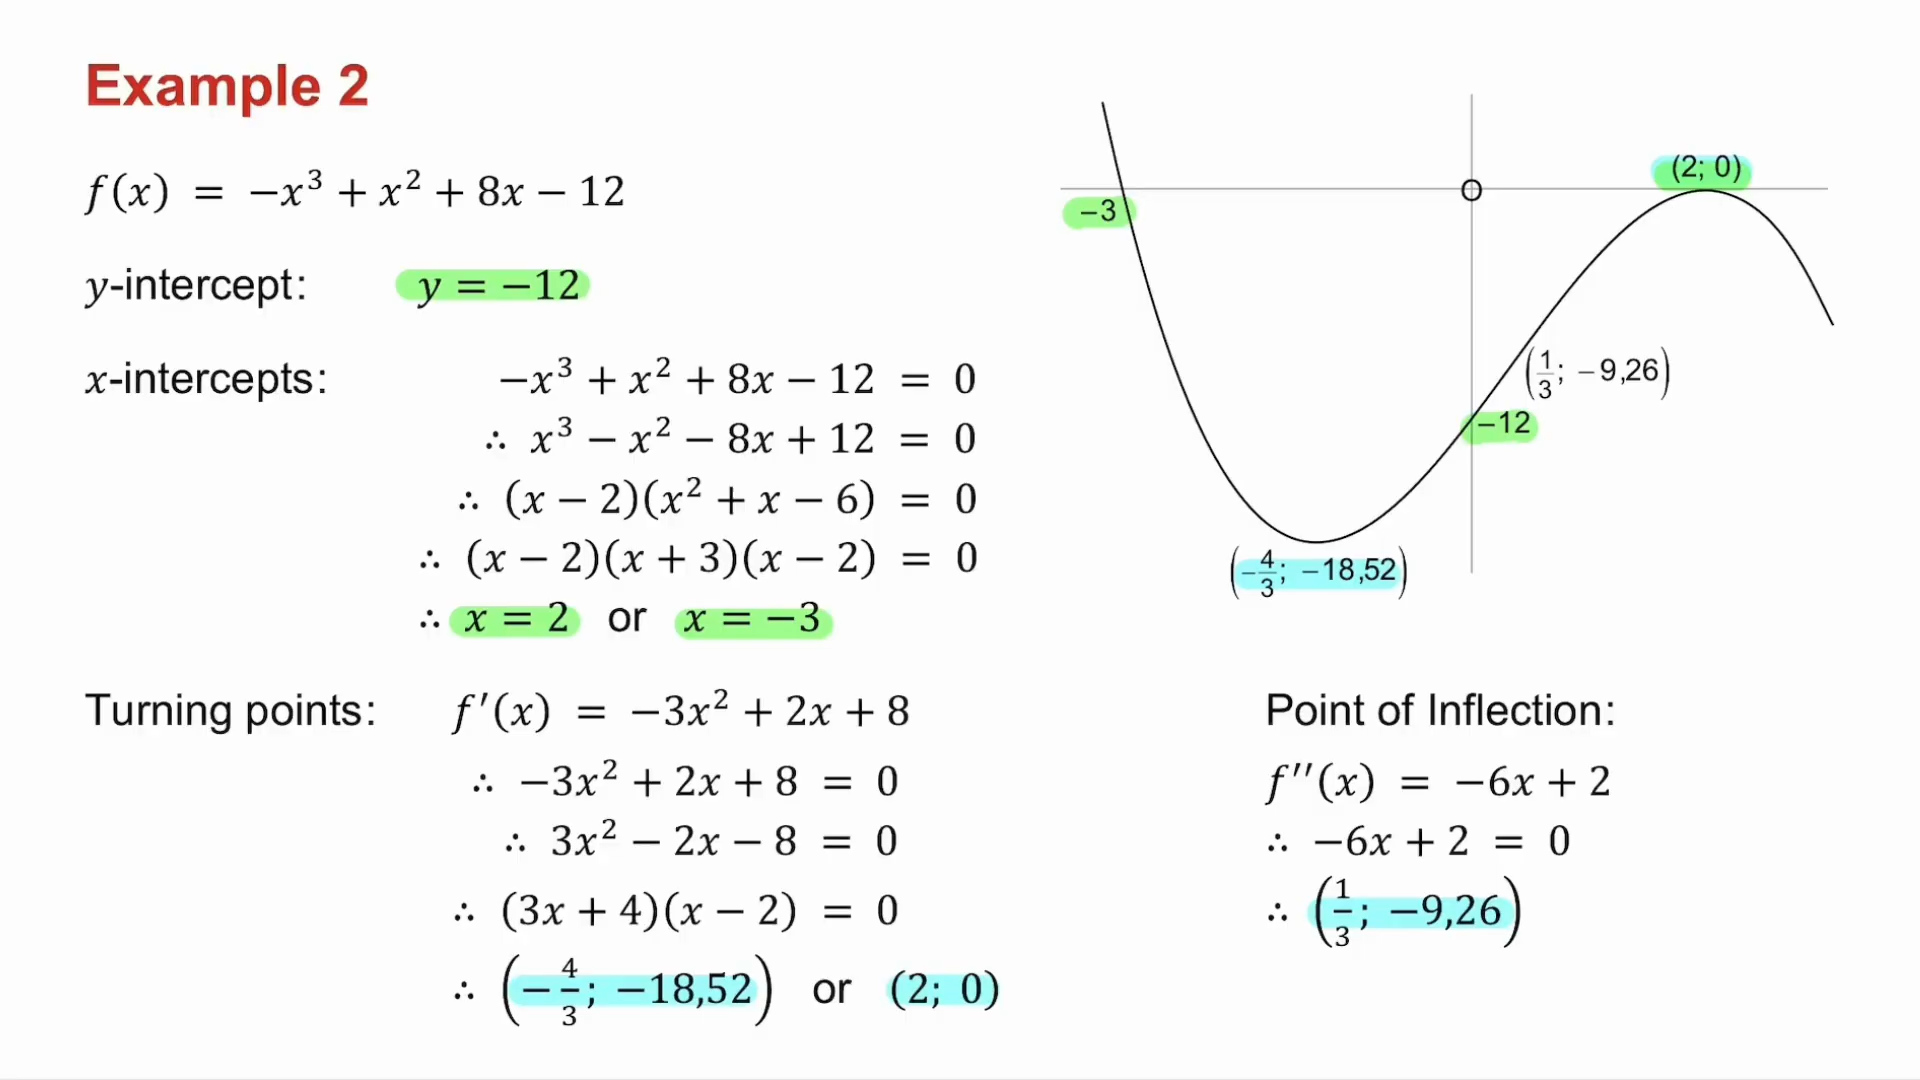 Example 2
f(x) = −x³ + x² + 8x − 12
y-intercept: y = −12
x-intercepts: −x³ + x² + 8x − 12 = 0
∴ x³ − x² − 8x + 12 = 0
∴ (x − 2)(x² + x − 6) = 0
∴ (x − 2)(x + 3)(x − 2) = 0
∴ x = 2 or x = −3
Turning points: f′(x) = −3x² + 2x + 8
∴ −3x² + 2x + 8 = 0
∴ 3x² − 2x − 8 = 0
∴ (3x + 4)(x − 2) = 0
∴ (−4/3; −18,52) or (2; 0)
(2; 0)
O
−3
(1/3; −9,26)
−12
(−4/3; −18,52)
Point of Inflection:
f′′(x) = −6x + 2
∴ −6x + 2 = 0
∴ (1/3; −9,26)